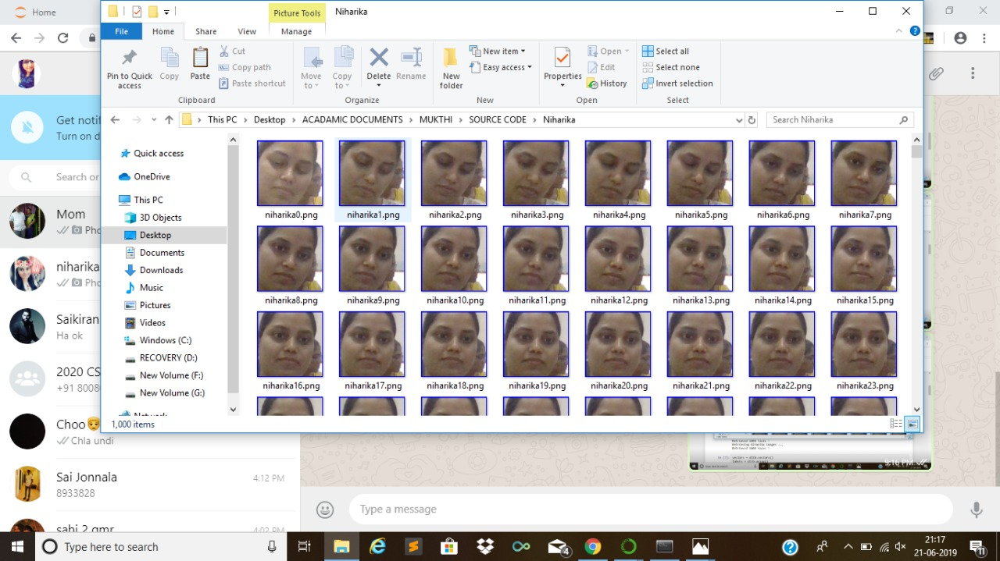 Home
Picture Tools
Niharika
File
Home
Share
View
Manage
Pin to Quick access
Copy
Paste
Cut
Copy path
Paste shortcut
Clipboard
Move to
Copy to
Delete
Rename
Organize
New folder
New item
Easy access
New
Properties
Open
Edit
History
Open
Select all
Select none
Invert selection
Select
This PC > Desktop > ACADAMIC DOCUMENTS > MUKTHI > SOURCE CODE > Niharika
Search Niharika
Get notif
Turn on d
Search or
Mom
Pho
niharika
Pho
Saikiran
Ha ok
2020 CS
+91 8008
Choo
Chla undi
Sai Jonnala
4:12 PM
8933828
sahi 2 gmr
4:02 PM
Quick access
OneDrive
This PC
3D Objects
Desktop
Documents
Downloads
Music
Pictures
Videos
Windows (C:)
RECOVERY (D:)
New Volume (F:)
New Volume (G:)
Network
niharika0.png niharika1.png niharika2.png niharika3.png niharika4.png niharika5.png niharika6.png niharika7.png
niharika8.png niharika9.png niharika10.png niharika11.png niharika12.png niharika13.png niharika14.png niharika15.png
niharika16.png niharika17.png niharika18.png niharika19.png niharika20.png niharika21.png niharika22.png niharika23.png
1,000 items
9:16 PM
Type a message
Type here to search
4
21:17
21-06-2019
11